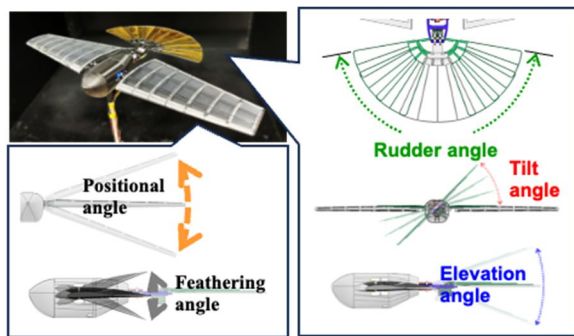 Positional
angle
Feathering
angle
Rudder angle
Tilt
angle
Elevation
angle